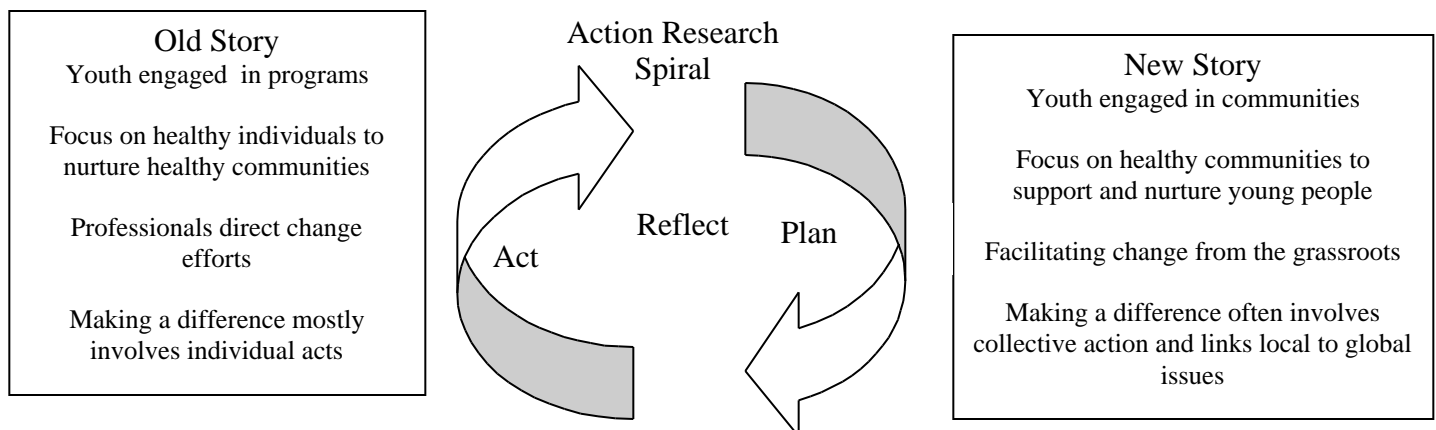 Old Story
Youth engaged in programs
Focus on healthy individuals to
nurture healthy communities
Professionals direct change
efforts
Making a difference mostly
involves individual acts
Action Research
Spiral
Act
Reflect
Plan
New Story
Youth engaged in communities
Focus on healthy communities to
support and nurture young people
Facilitating change from the grassroots
Making a difference often involves
collective action and links local to global
issues